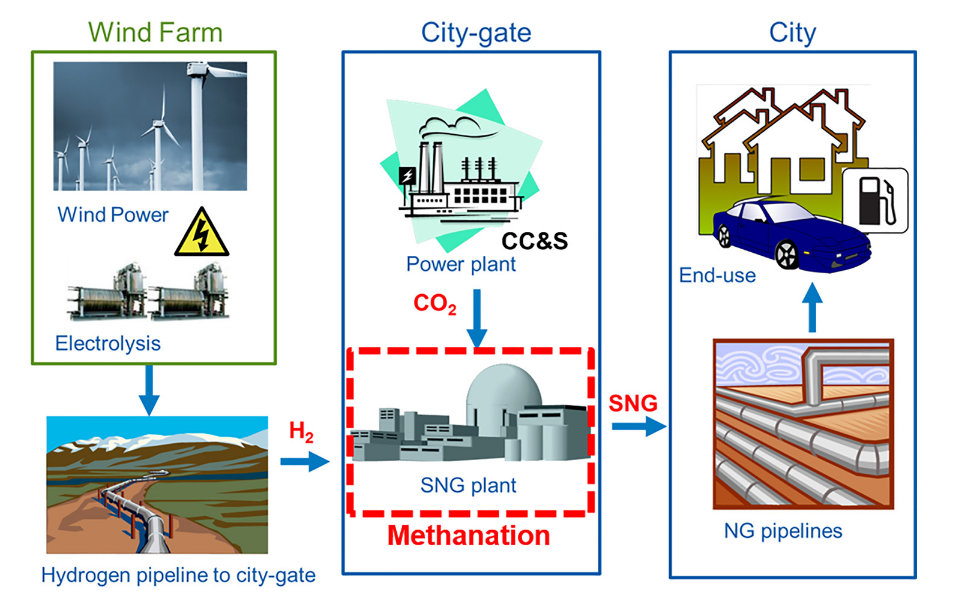 Wind Farm
Wind Power
Electrolysis
Hydrogen pipeline to city-gate
H₂
City-gate
CC&S
Power plant
CO₂
SNG plant
Methanation
SNG
City
End-use
NG pipelines